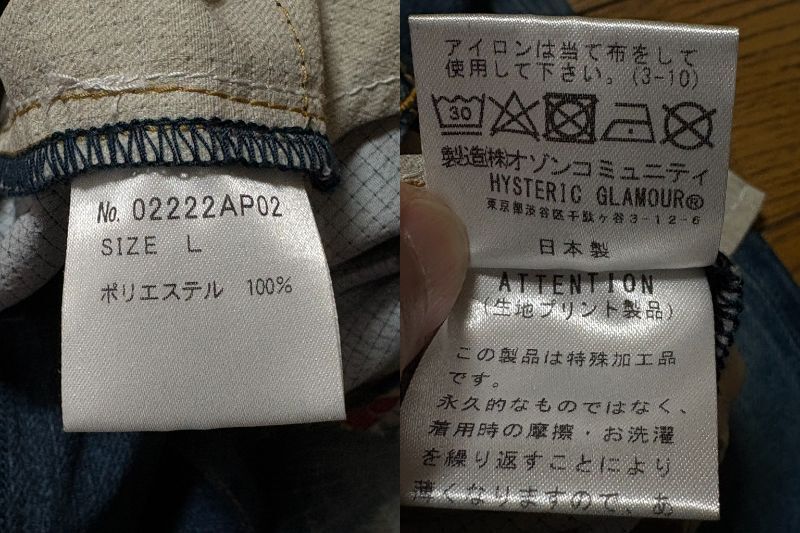 No. 02222AP02
SIZE L
ポリエステル 100%
アイロンは当て布をして
使用して下さい。(3-10)
30
製造㈱オゾンコミュニティ
HYSTERIC GLAMOUR®
東京都渋谷区千駄ヶ谷3-12-6
日本製
ATTENTION
(生地プリント製品)
この製品は特殊加工品
です。
永久的なものではなく、
着用時の摩擦・お洗濯
を繰り返すことにより
薄くなりますので、あ